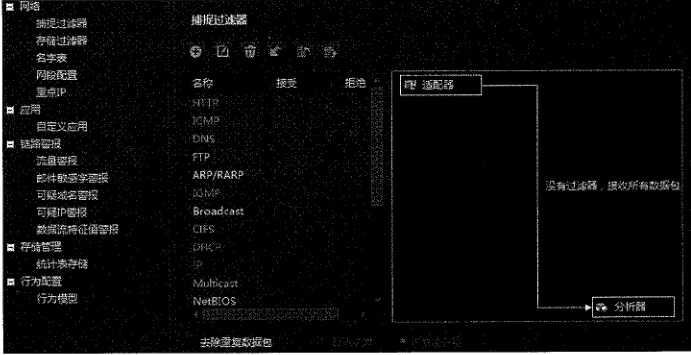 网络
捕捉过滤器
存储过滤器
名字表
网段配置
重点IP
应用
自定义应用
链路警报
流量警报
邮件敏感字警报
可疑域名警报
可疑IP警报
数据流特征值警报
存储管理
统计表存储
行为配置
行为模型
捕捉过滤器
名称 接受 拒绝
HTTP
ICMP
DNS
FTP
ARP/RARP
IGMP
Broadcast
CIFS
DHCP
IP
Multicast
NetBIOS
去除重复数据包
适配器
没有过滤器，接收所有数据包
分析器